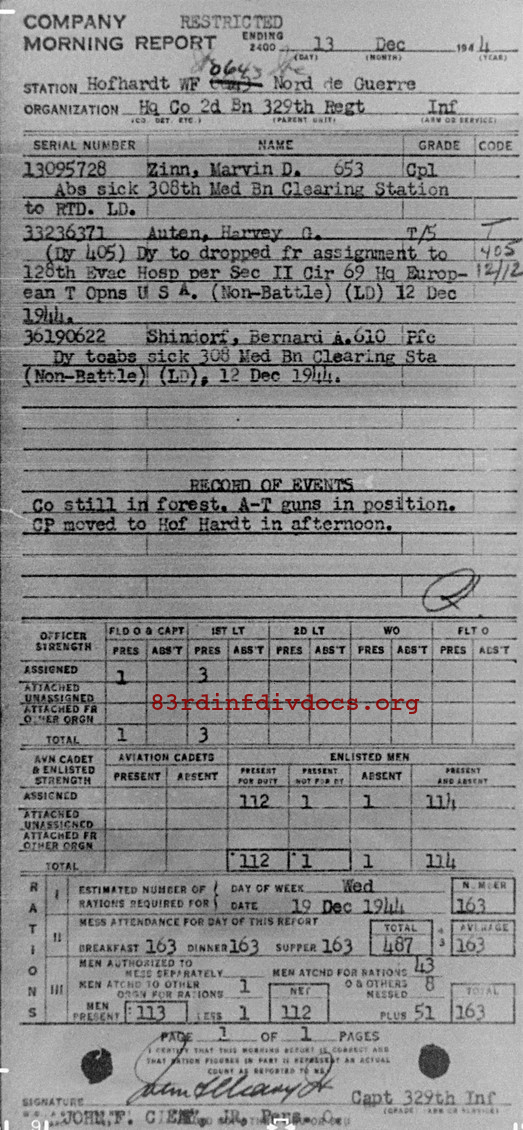 COMPANY RESTRICTED
MORNING REPORT ENDING 2400 13 Dec 1944
(DAY) (MONTH) (YEAR)
STATION Hofhardt WF 0643 Nord de Guerre
ORGANIZATION Hq Co 2d Bn 329th Regt Inf
(CO. DET. ETC.) (PARENT UNIT) (ARM OR SERVICE)
SERIAL NUMBER NAME GRADE CODE
13095728 Zinn, Marvin D. 653 Cpl
Abs sick 308th Med Bn Clearing Station
to RTD. LD.
33236371 Auten, Harvey G. T/5 T
(Dy 405) Dy to dropped fr assignment to 405
128th Evac Hosp per Sec II Cir 69 Hq Europ- 12/12
ean T Opns U S A. (Non-Battle) (LD) 12 Dec
1944.
36190622 Shindorf, Bernard A.610 Pfc
Dy toabs sick 308 Med Bn Clearing Sta
(Non-Battle) (LD), 12 Dec 1944.
RECORD OF EVENTS
Co still in forest. A-T guns in position.
CP moved to Hof Hardt in afternoon.
OFFICER STRENGTH FLD O & CAPT 1ST LT 2D LT WO FLT O
PRES ABS'T PRES ABS'T PRES ABS'T PRES ABS'T PRES ABS'T
ASSIGNED 1 3
ATTACHED UNASSIGNED
83rdinfdivdocs.org
ATTACHED FR OTHER ORGN
TOTAL 1 3
AVN CADET & ENLISTED STRENGTH AVIATION CADETS ENLISTED MEN
PRESENT ABSENT PRESENT FOR DUTY PRESENT NOT FOR DY ABSENT PRESENT AND ABSENT
ASSIGNED 112 1 1 114
ATTACHED UNASSIGNED
ATTACHED FR OTHER ORGN
TOTAL 112 1 1 114
RATIONS
I ESTIMATED NUMBER OF RATIONS REQUIRED FOR DAY OF WEEK Wed NUMBER
DATE 19 Dec 1944 163
II MESS ATTENDANCE FOR DAY OF THIS REPORT TOTAL ÷ 3 AVERAGE
BREAKFAST 163 DINNER 163 SUPPER 163 487 163
III MEN AUTHORIZED TO MESS SEPARATELY MEN ATCHD FOR RATIONS 43
MEN ATCHD TO OTHER ORGN FOR RATIONS 1 NET O & OTHERS MESSED 8 TOTAL
MEN PRESENT 113 LESS 1 112 PLUS 51 163
PAGE 1 OF 1 PAGES
I CERTIFY THAT THIS MORNING REPORT IS CORRECT AND
THAT RATION FIGURES IN PART III REPRESENT AN ACTUAL
COUNT AS REPORTED TO ME
SIGNATURE Capt 329th Inf
(GRADE) (ARM OR SERVICE)
JOHN F. JR, Pers. O.